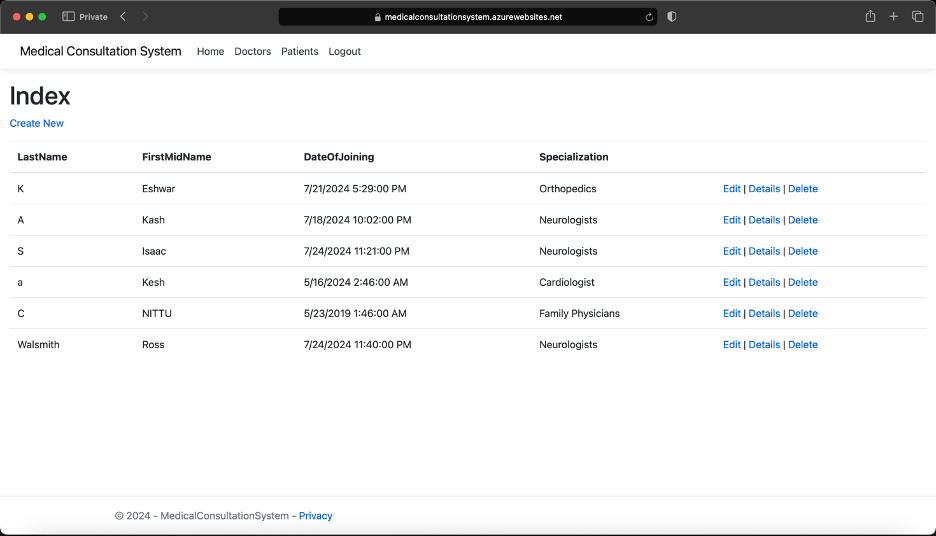 Private medicalconsultationsystem.azurewebsites.net
Medical Consultation System Home Doctors Patients Logout
Index
Create New
LastName FirstMidName DateOfJoining Specialization
K Eshwar 7/21/2024 5:29:00 PM Orthopedics Edit | Details | Delete
A Kash 7/18/2024 10:02:00 PM Neurologists Edit | Details | Delete
S Isaac 7/24/2024 11:21:00 PM Neurologists Edit | Details | Delete
a Kesh 5/16/2024 2:46:00 AM Cardiologist Edit | Details | Delete
C NITTU 5/23/2019 1:46:00 AM Family Physicians Edit | Details | Delete
Walsmith Ross 7/24/2024 11:40:00 PM Neurologists Edit | Details | Delete
© 2024 - MedicalConsultationSystem - Privacy